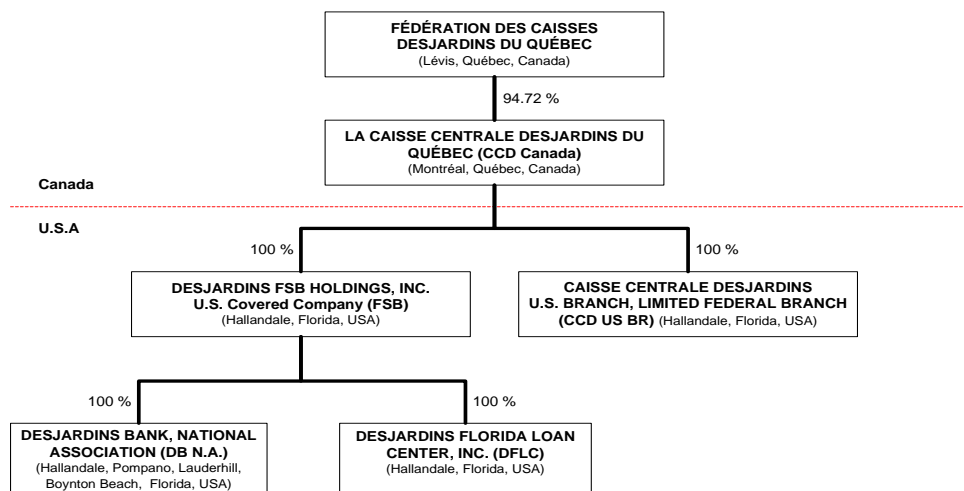 FÉDÉRATION DES CAISSES
DESJARDINS DU QUÉBEC
(Lévis, Québec, Canada)
94.72 %
LA CAISSE CENTRALE DESJARDINS DU
QUÉBEC (CCD Canada)
(Montréal, Québec, Canada)
Canada
U.S.A
100 %
100 %
DESJARDINS FSB HOLDINGS, INC.
U.S. Covered Company (FSB)
(Hallandale, Florida, USA)
CAISSE CENTRALE DESJARDINS
U.S. BRANCH, LIMITED FEDERAL BRANCH
(CCD US BR) (Hallandale, Florida, USA)
100 %
100 %
DESJARDINS BANK, NATIONAL
ASSOCIATION (DB N.A.)
(Hallandale, Pompano, Lauderhill,
Boynton Beach, Florida, USA)
DESJARDINS FLORIDA LOAN
CENTER, INC. (DFLC)
(Hallandale, Florida, USA)